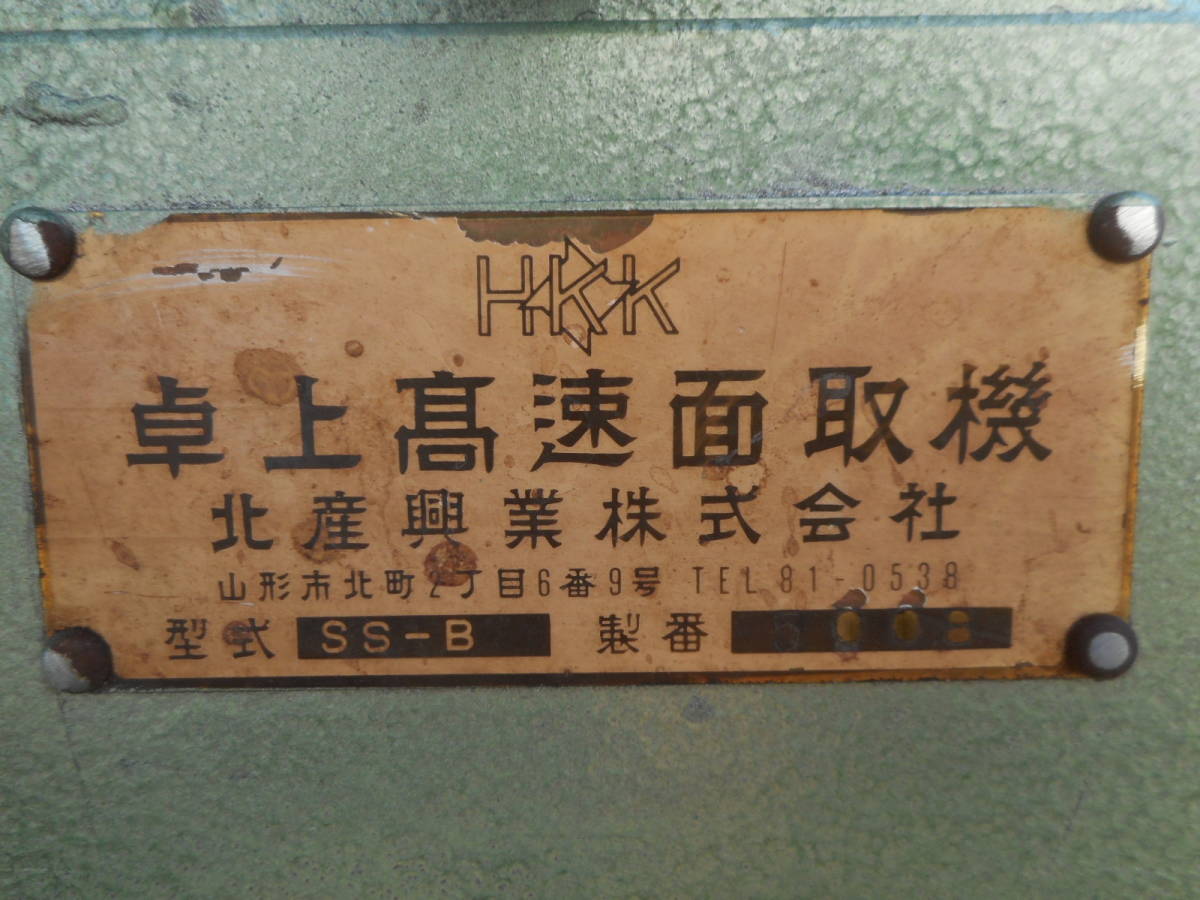 HKK
卓上髙速面取機
北産興業株式会社
山形市北町2丁目6番9号 TEL 81-0538
型式 SS-B 製番